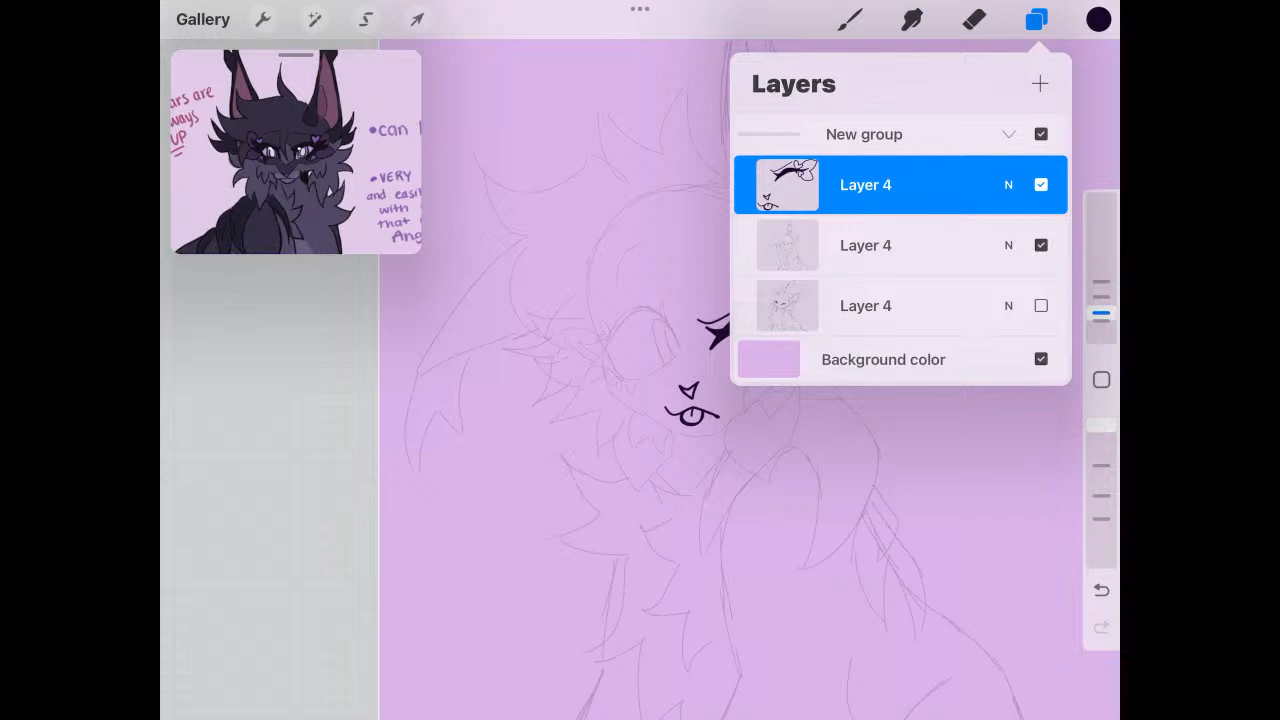 Gallery
Layers
New group
Layer 4
N
Layer 4
N
Layer 4
N
Background color
ars are
ways
UP
•can
•VERY
and easi
with
that
Ang